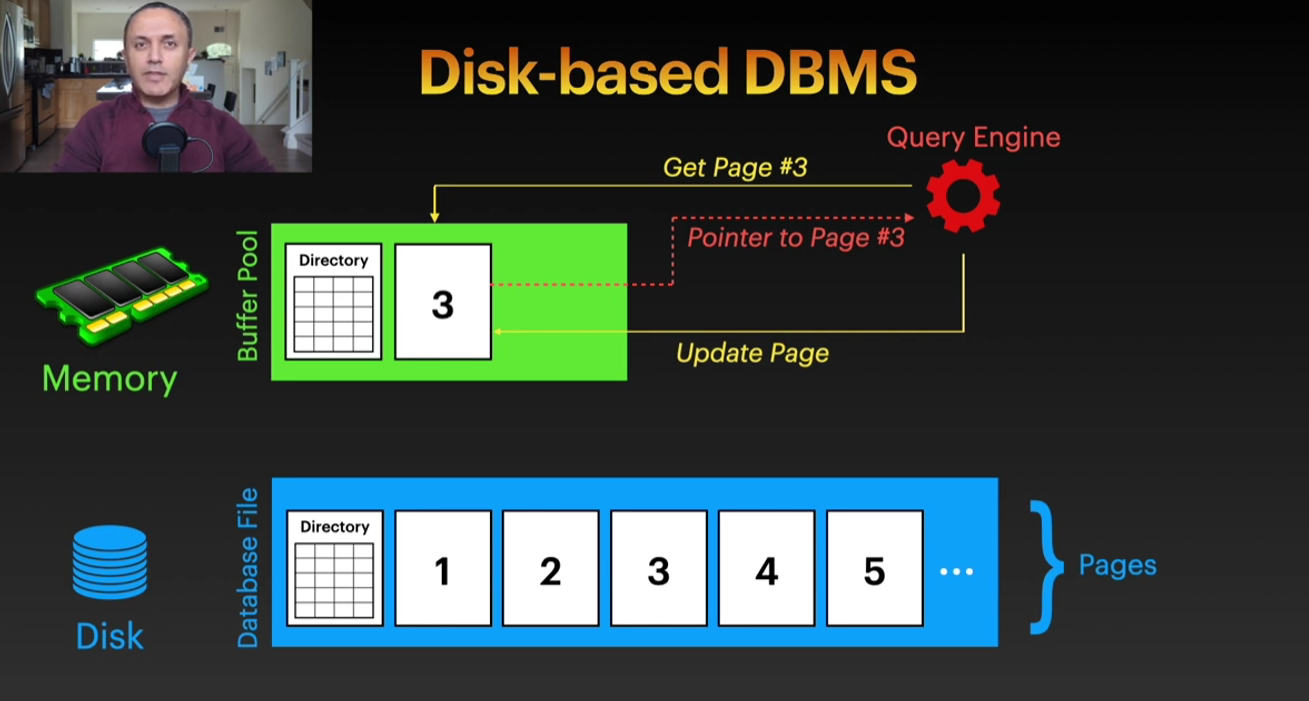 Disk-based DBMS
Query Engine
Get Page #3
Pointer to Page #3
Update Page
Buffer Pool
Directory
3
Memory
Database File
Directory
1
2
3
4
5
...
Pages
Disk